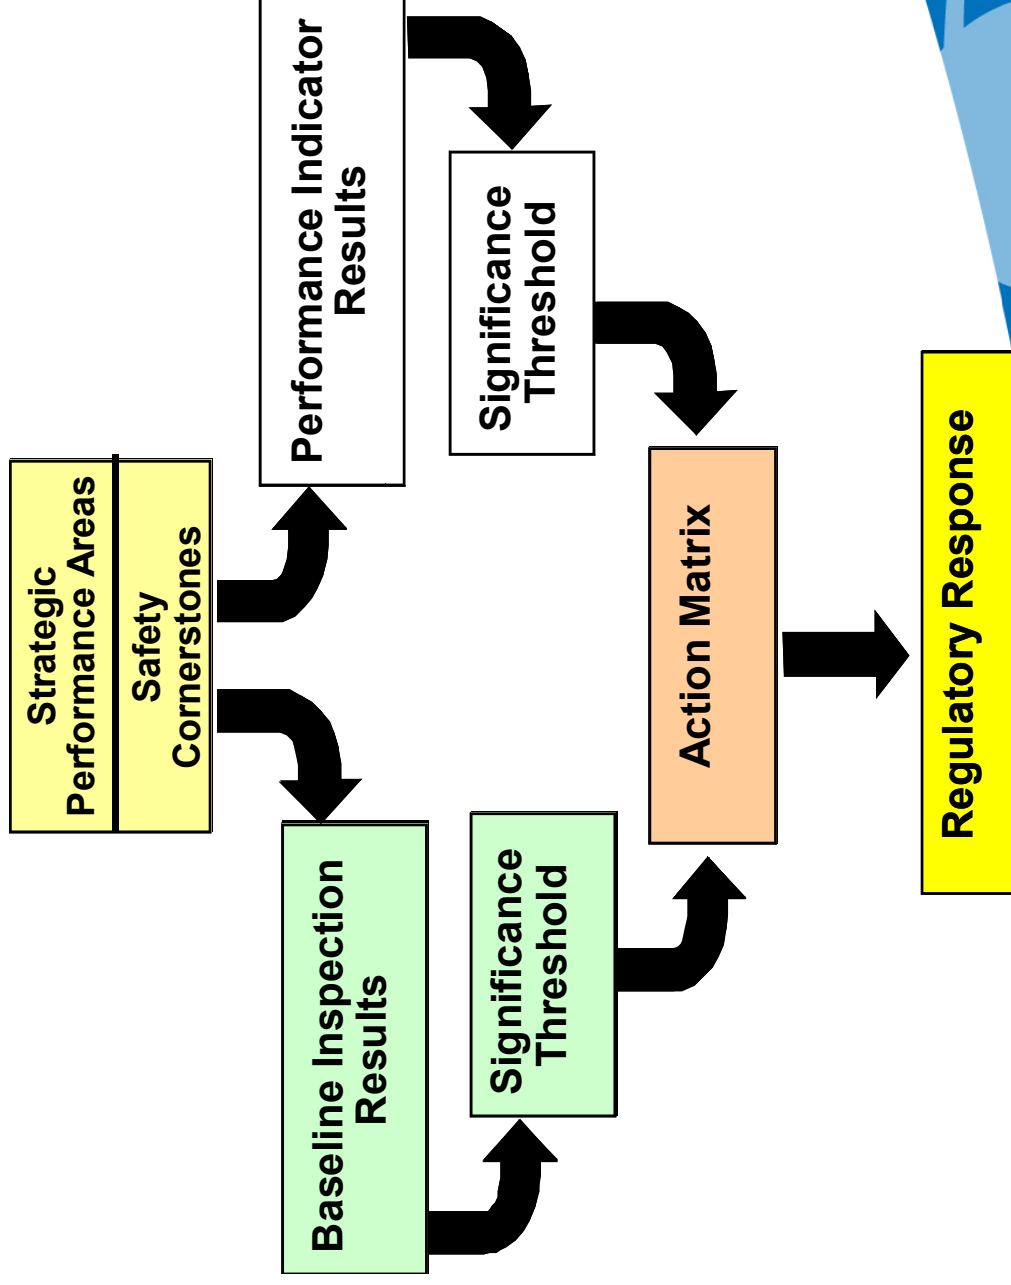 Strategic
Performance Areas
Safety
Cornerstones
Baseline Inspection
Results
Performance Indicator
Results
Significance
Threshold
Significance
Threshold
Action Matrix
Regulatory Response